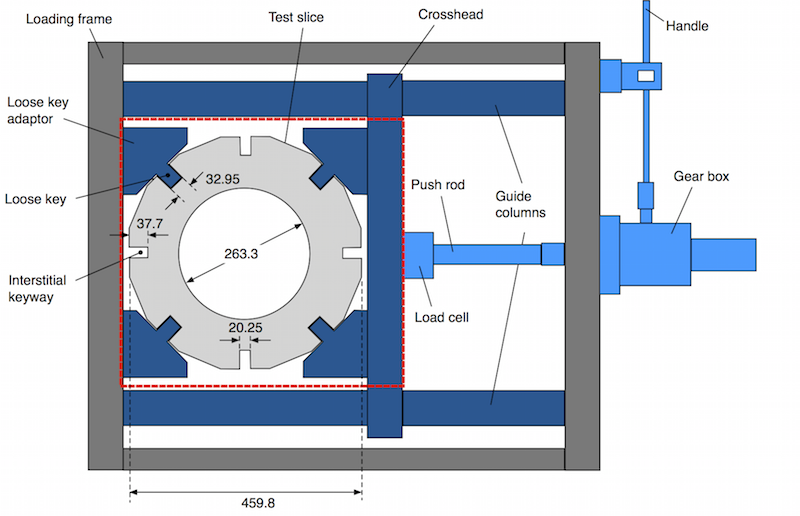 Loading frame
Test slice
Crosshead
Handle
Loose key
adaptor
32.95
Loose key
Push rod
Guide
columns
Gear box
37.7
263.3
Interstitial
keyway
20.25
Load cell
459.8